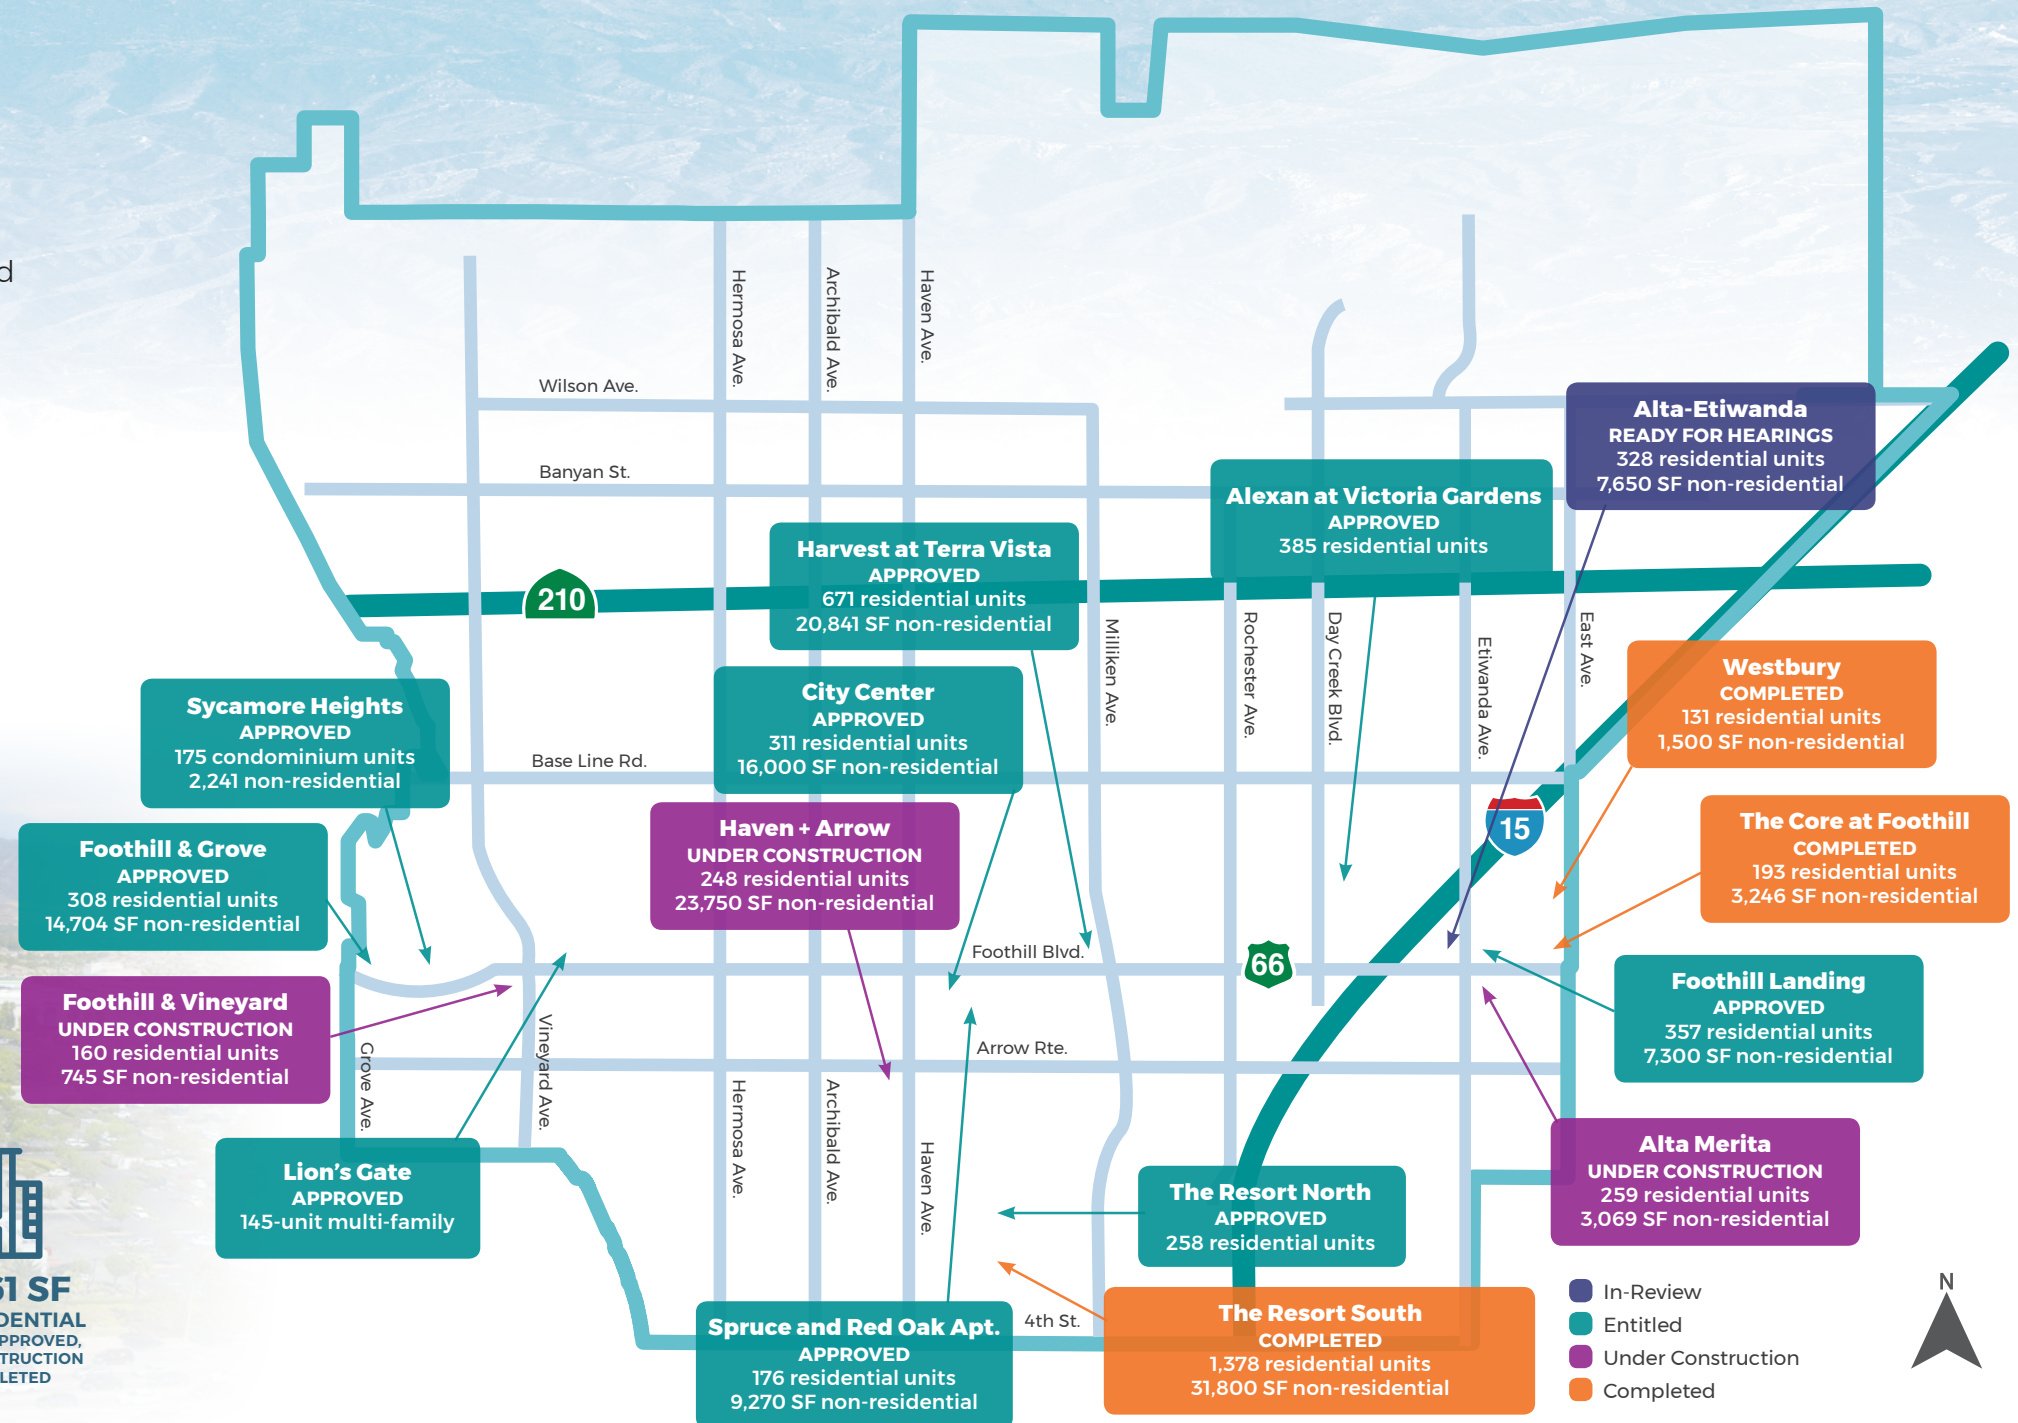 d
Hermosa Ave.
Archibald Ave.
Haven Ave.
Wilson Ave.
Banyan St.
Alta-Etiwanda
READY FOR HEARINGS
328 residential units
7,650 SF non-residential
Alexan at Victoria Gardens
APPROVED
385 residential units
Harvest at Terra Vista
APPROVED
671 residential units
20,841 SF non-residential
210
Milliken Ave.
Rochester Ave.
Day Creek Blvd.
Etiwanda Ave.
East Ave.
Westbury
COMPLETED
131 residential units
1,500 SF non-residential
Sycamore Heights
APPROVED
175 condominium units
2,241 non-residential
City Center
APPROVED
311 residential units
16,000 SF non-residential
Base Line Rd.
15
The Core at Foothill
COMPLETED
193 residential units
3,246 SF non-residential
Haven + Arrow
UNDER CONSTRUCTION
248 residential units
23,750 SF non-residential
Foothill & Grove
APPROVED
308 residential units
14,704 SF non-residential
Foothill Blvd.
66
Foothill Landing
APPROVED
357 residential units
7,300 SF non-residential
Foothill & Vineyard
UNDER CONSTRUCTION
160 residential units
745 SF non-residential
Grove Ave.
Vineyard Ave.
Arrow Rte.
Hermosa Ave.
Archibald Ave.
Haven Ave.
Alta Merita
UNDER CONSTRUCTION
259 residential units
3,069 SF non-residential
Lion's Gate
APPROVED
145-unit multi-family
The Resort North
APPROVED
258 residential units
The Resort South
COMPLETED
1,378 residential units
31,800 SF non-residential
4th St.
Spruce and Red Oak Apt.
APPROVED
176 residential units
9,270 SF non-residential
In-Review
Entitled
Under Construction
Completed
N
1 SF
DENTIAL
PPROVED,
TRUCTION
LETED